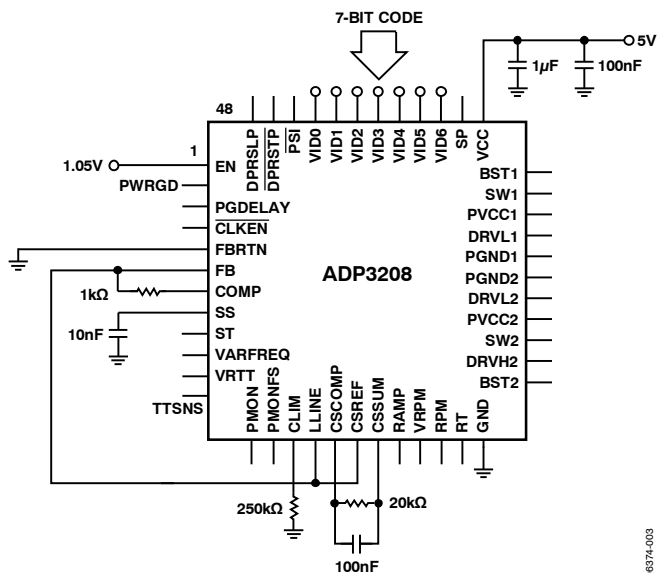 7-BIT CODE
5V
1µF
100nF
48
DPRSLP
DPRSTP
PSI
VID0
VID1
VID2
VID3
VID4
VID5
VID6
SP
VCC
1
1.05V
EN
PWRGD
PGDELAY
CLKEN
FBRTN
FB
1kΩ
COMP
SS
10nF
ST
VARFREQ
VRTT
TTSNS
ADP3208
BST1
SW1
PVCC1
DRVL1
PGND1
PGND2
DRVL2
PVCC2
SW2
DRVH2
BST2
PMON
PMONFS
CLIM
LLINE
CSCOMP
CSREF
CSSUM
RAMP
VRPM
RPM
RT
GND
250kΩ
20kΩ
100nF